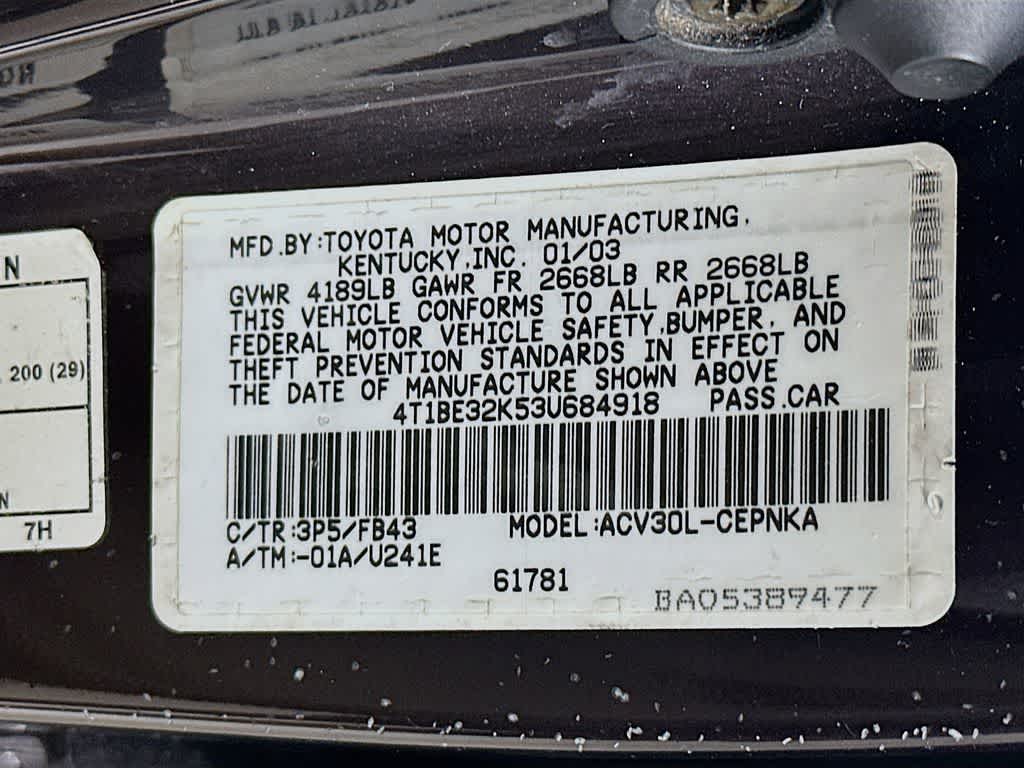 MFD.BY:TOYOTA MOTOR MANUFACTURING,
KENTUCKY,INC. 01/03
GVWR 4189LB GAWR FR 2668LB RR 2668LB
THIS VEHICLE CONFORMS TO ALL APPLICABLE
FEDERAL MOTOR VEHICLE SAFETY,BUMPER, AND
THEFT PREVENTION STANDARDS IN EFFECT ON
THE DATE OF MANUFACTURE SHOWN ABOVE
4T1BE32K53U684918 PASS.CAR
C/TR:3P5/FB43 MODEL:ACV30L-CEPNKA
A/TM:-01A/U241E
61781
BA05389477
N
200 (29)
N
7H